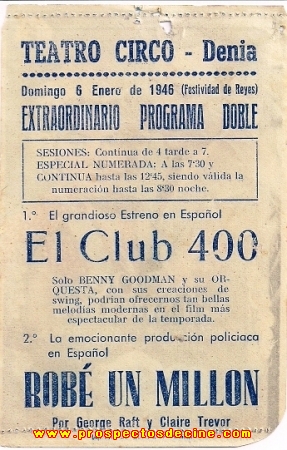 TEATRO CIRCO - Denia
Domingo 6 Enero de 1946 (Festividad de Reyes)
EXTRAORDINARIO PROGRAMA DOBLE
SESIONES: Contínua de 4 tarde a 7.
ESPECIAL NUMERADA: A las 7'30 y
CONTINUA hasta las 12'45, siendo válida la
numeración hasta las 8'30 noche.
1.º El grandioso Estreno en Español
El Club 400
Solo BENNY GOODMAN y su OR-
QUESTA, con sus creaciones de
swing, podrían ofrecernos tan bellas
melodías modernas en el film más
espectacular de la temporada.
2.º La emocionante producción policiaca
en Español
ROBÉ UN MILLON
Por George Raft y Claire Trevor
www.prospectosdecine.com